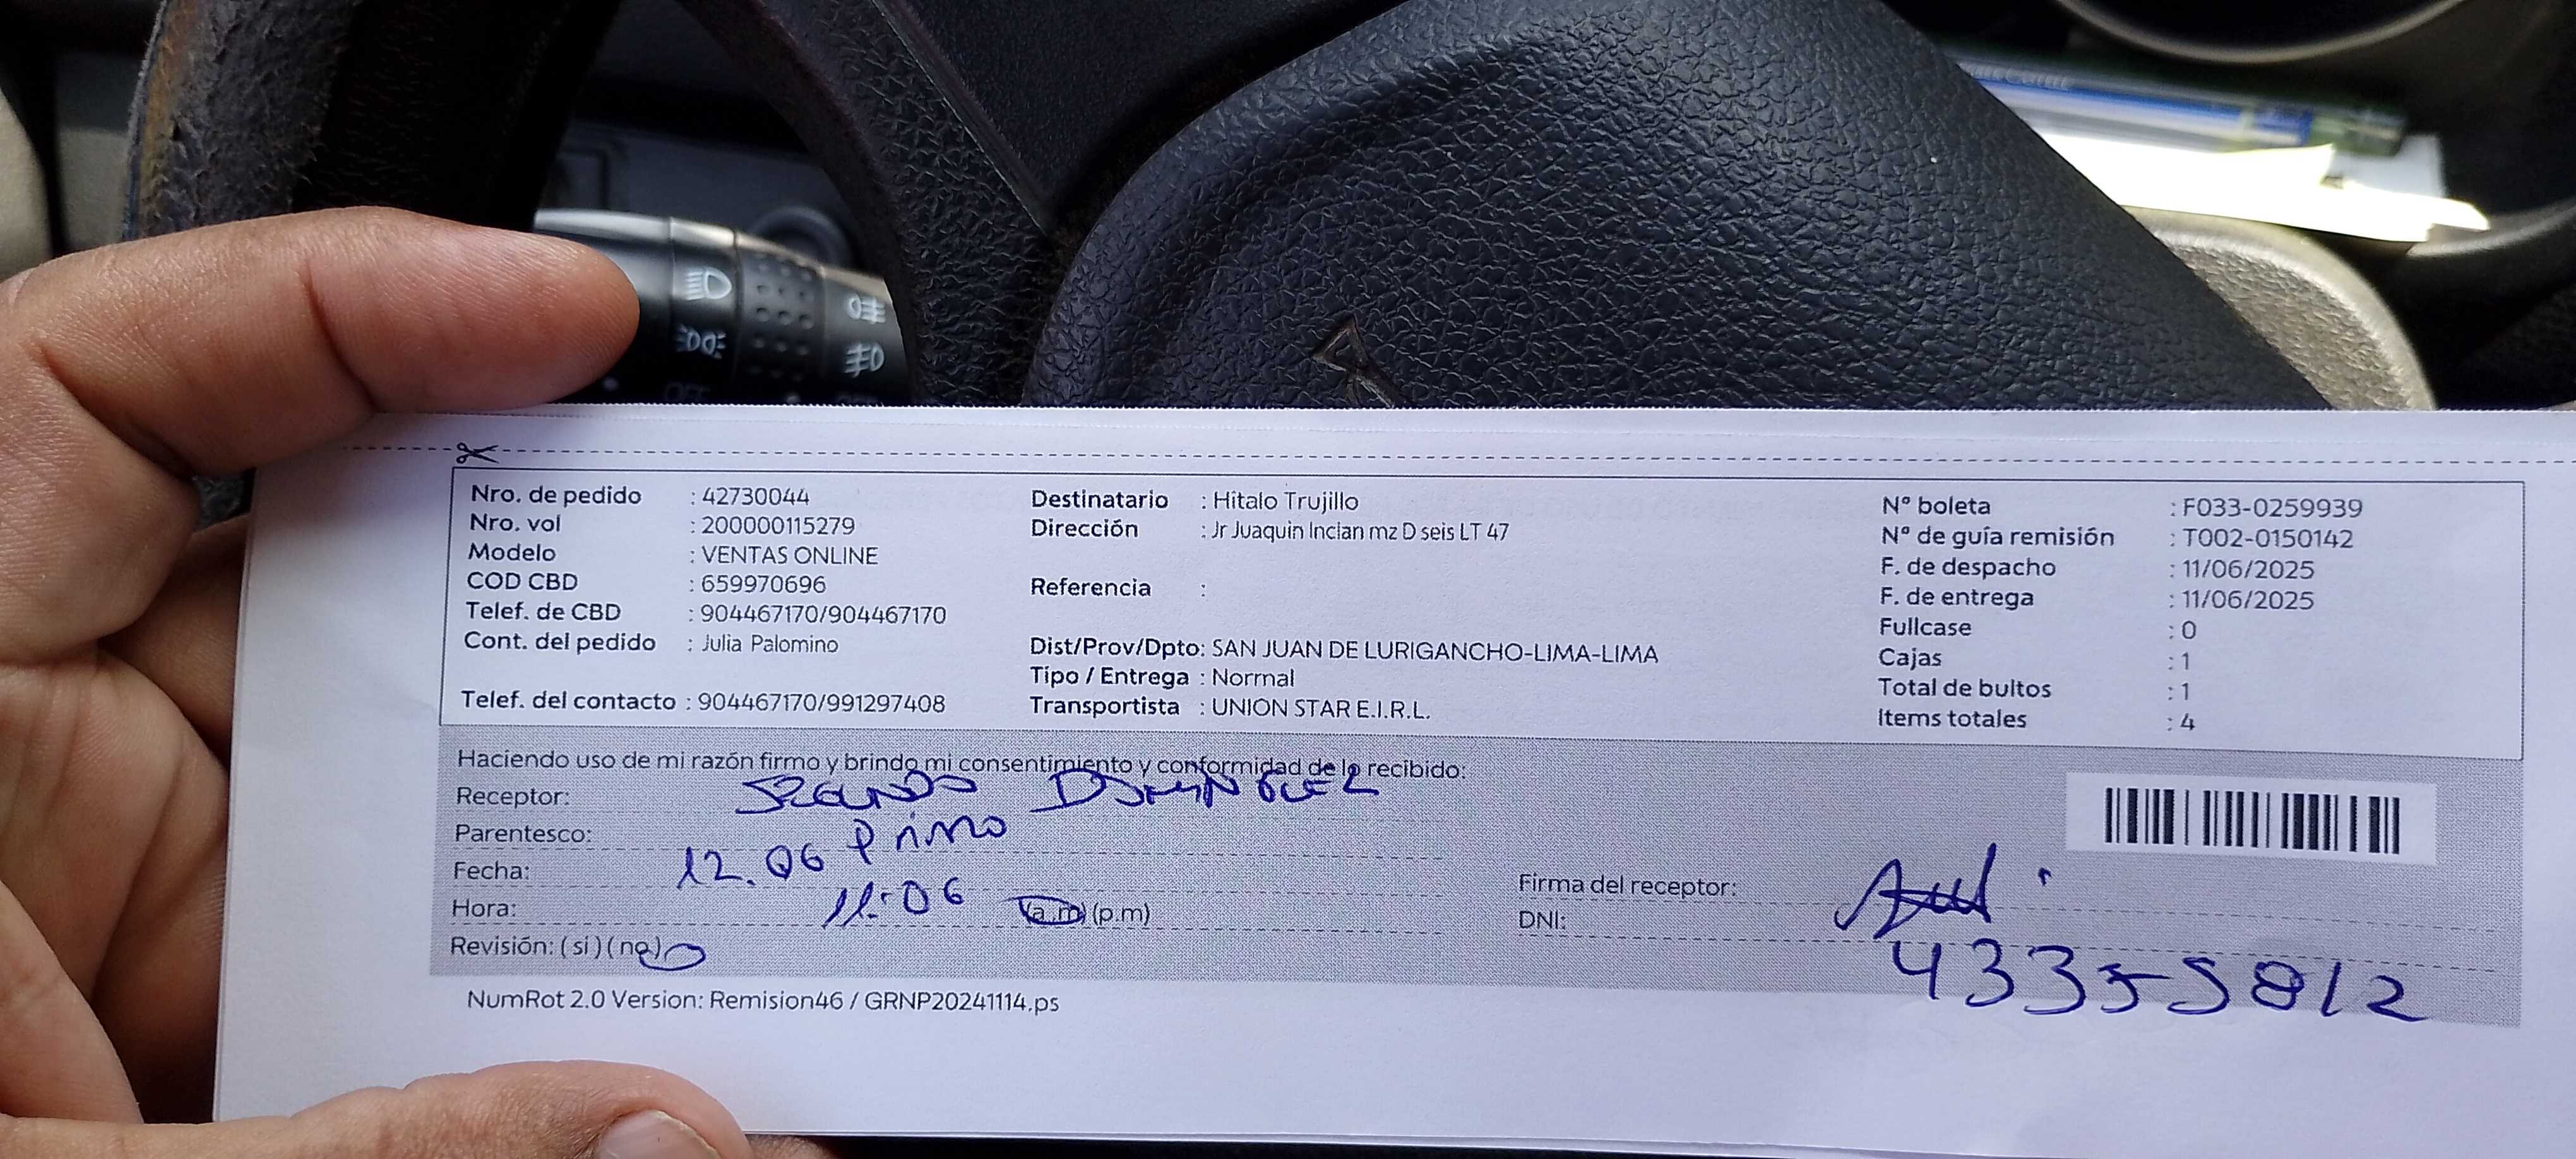 Nro. de pedido : 42730044
Nro. vol : 200000115279
Modelo : VENTAS ONLINE
COD CBD : 659970696
Telef. de CBD : 904467170/904467170
Cont. del pedido : Julia Palomino
Telef. del contacto : 904467170/991297408
Destinatario : Hitalo Trujillo
Dirección : Jr Juaquin Inclan mz D seis LT 47
Referencia :
Dist/Prov/Dpto: SAN JUAN DE LURIGANCHO-LIMA-LIMA
Tipo / Entrega : Normal
Transportista : UNION STAR E.I.R.L.
Nº boleta : F033-0259939
Nº de guía remisión : T002-0150142
F. de despacho : 11/06/2025
F. de entrega : 11/06/2025
Fullcase : 0
Cajas : 1
Total de bultos : 1
Items totales : 4
Haciendo uso de mi razón firmo y brindo mi consentimiento y conformidad de lo recibido:
Receptor: DOMINGUEZ
Parentesco: Primo
Fecha: 12.06
Hora: 11:06 (a.m) (p.m)
Revisión: (si) (no)
Firma del receptor:
DNI: 43355812
NumRot 2.0 Version: Remision46 / GRNP20241114.ps